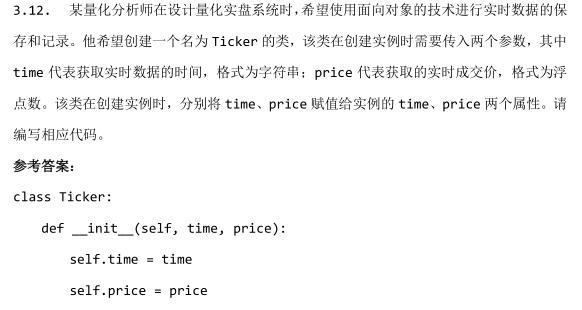 3.12. 某量化分析师在设计量化实盘系统时，希望使用面向对象的技术进行实时数据的保
存和记录。他希望创建一个名为 Ticker 的类，该类在创建实例时需要传入两个参数，其中
time 代表获取实时数据的时间，格式为字符串；price 代表获取的实时成交价，格式为浮
点数。该类在创建实例时，分别将 time、price 赋值给实例的 time、price 两个属性。请
编写相应代码。
参考答案：
class Ticker:
    def __init__(self, time, price):
        self.time = time
        self.price = price